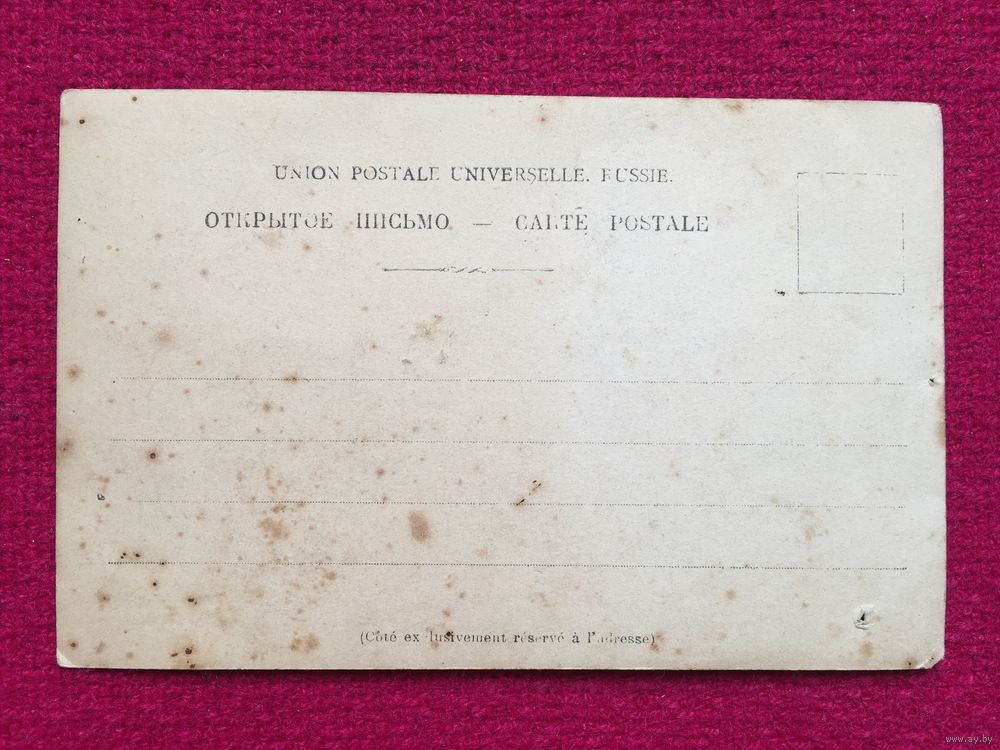 UNION POSTALE UNIVERSELLE. RUSSIE.
ОТКРЫТОЕ ПИСЬМО — CARTE POSTALE
(Côté exclusivement réservé à l'adresse)
www.ay.by